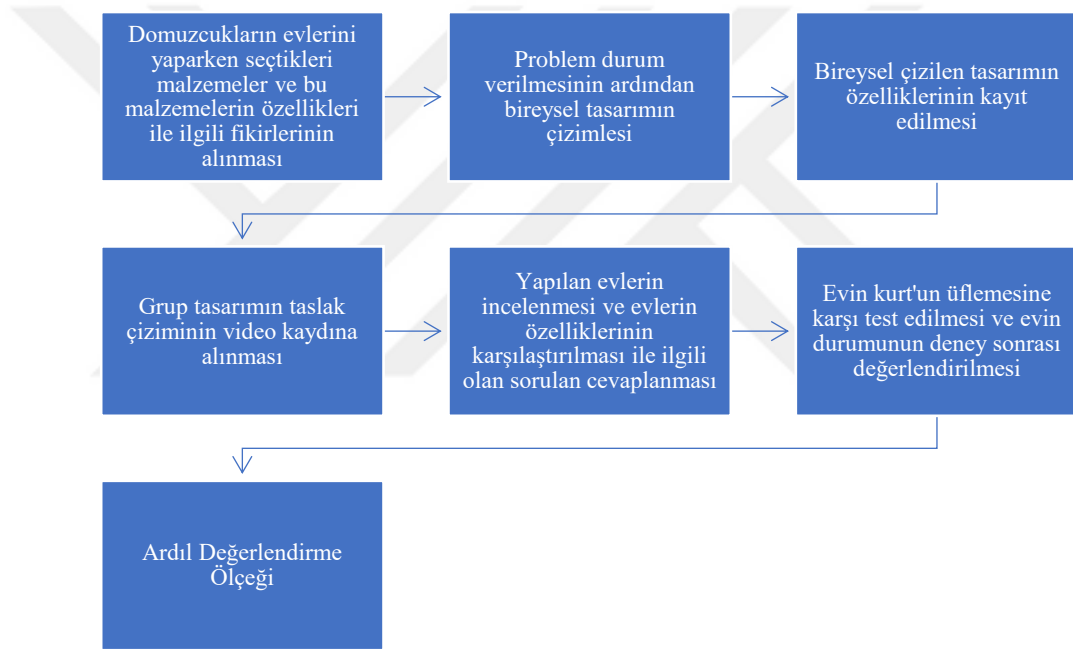 Domuzcukların evlerini
yaparken seçtikleri
malzemeler ve bu
malzemelerin özellikleri
ile ilgili fikirlerinin
alınması
Problem durum
verilmesinin ardından
bireysel tasarımın
çizimlesi
Bireysel çizilen tasarımın
özelliklerinin kayıt
edilmesi
Grup tasarımın taslak
çiziminin video kaydına
alınması
Yapılan evlerin
incelenmesi ve evlerin
özelliklerinin
karşılaştırılması ile ilgili
olan sorulan cevaplanması
Evin kurt'un üflemesine
karşı test edilmesi ve evin
durumunun deney sonrası
değerlendirilmesi
Ardıl Değerlendirme
Ölçeği